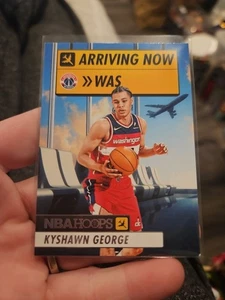 ARRIVING NOW
» WAS
washington
NBA HOOPS
KYSHAWN GEORGE